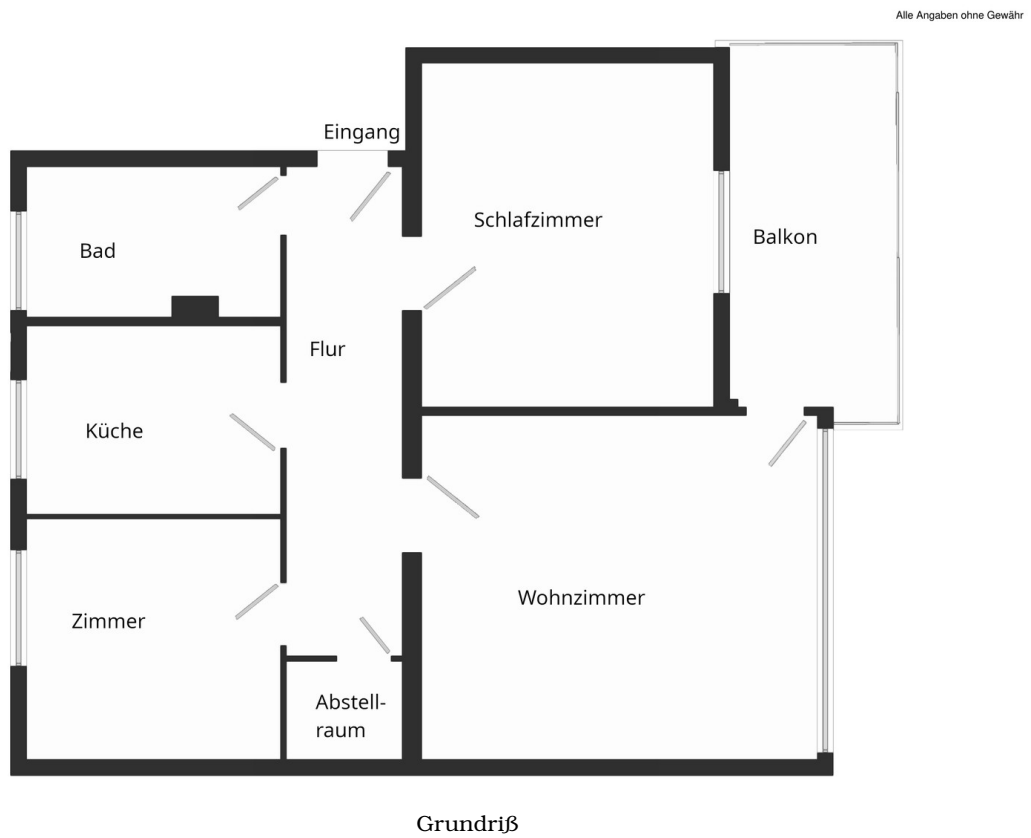 Alle Angaben ohne Gewähr
Eingang
Schlafzimmer
Balkon
Bad
Flur
Küche
Wohnzimmer
Zimmer
Abstell-
raum
Grundriß